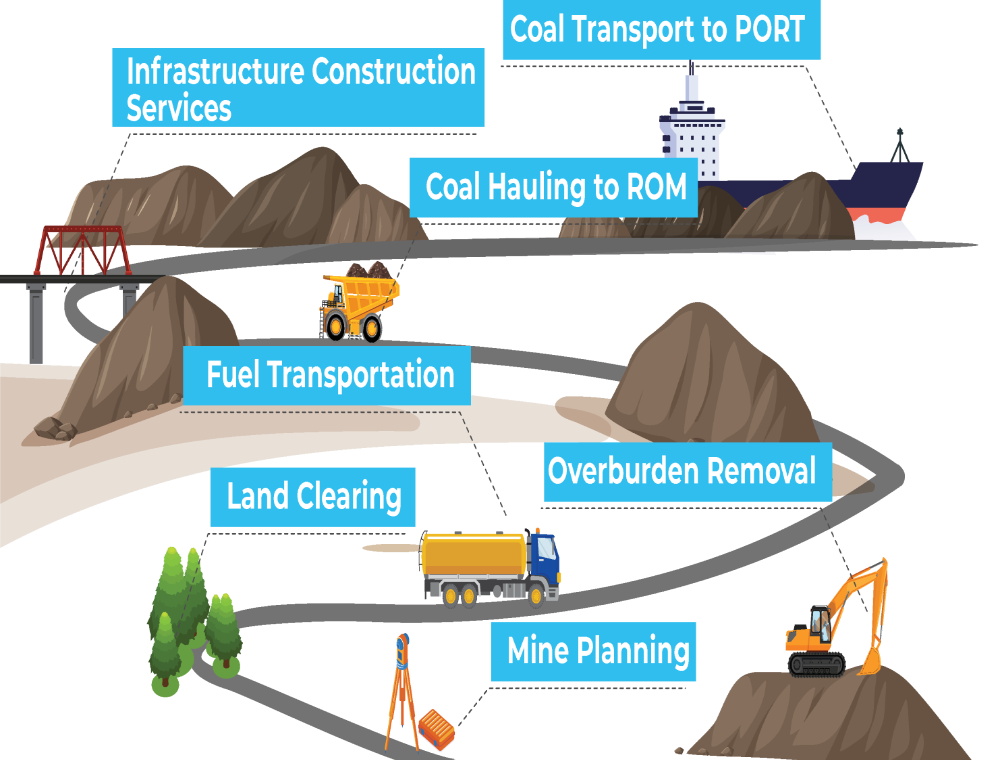 Coal Transport to PORT
Infrastructure Construction
Services
Coal Hauling to ROM
Fuel Transportation
Overburden Removal
Land Clearing
Mine Planning